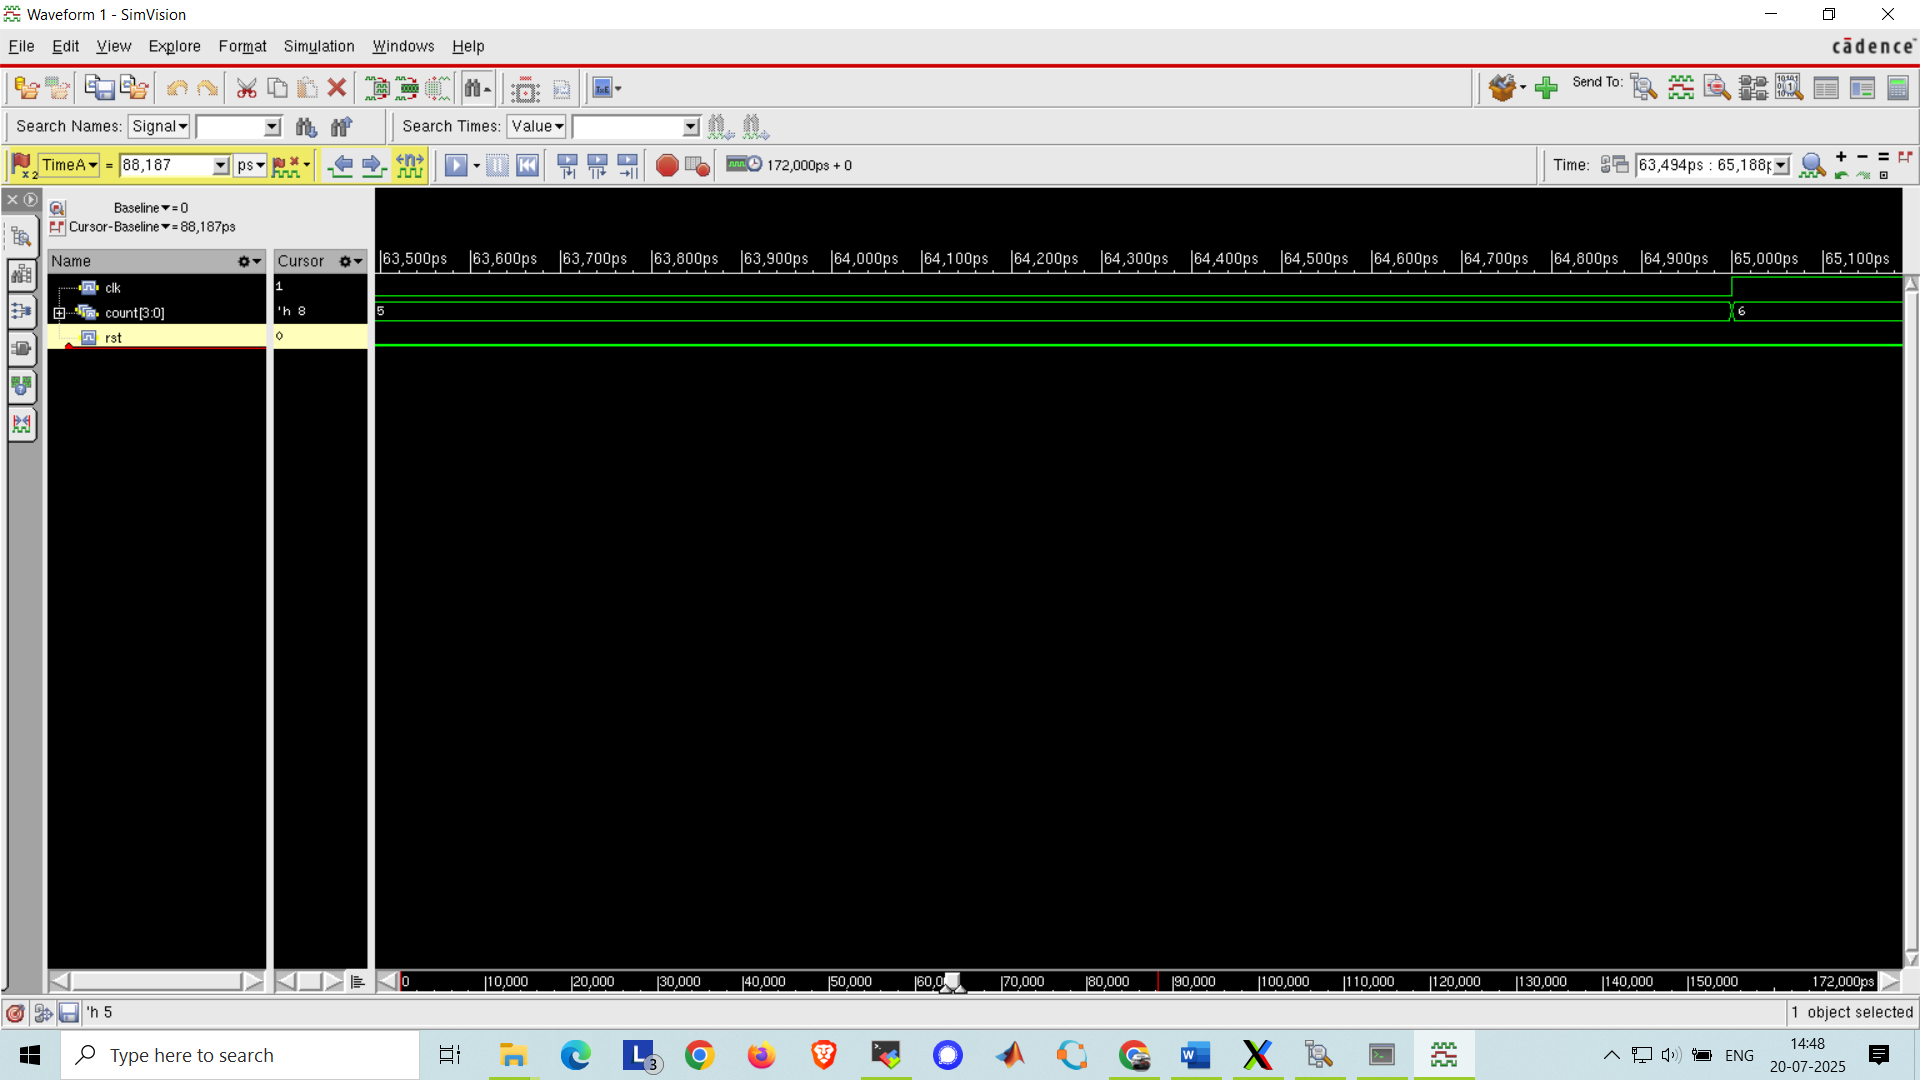 Waveform 1 - SimVision
File Edit View Explore Format Simulation Windows Help
cādence
Send To:
Search Names: Signal
Search Times: Value
x2 TimeA = 88,187 ps
172,000ps + 0
Time: 63,494ps : 65,188p
Baseline = 0
Cursor-Baseline = 88,187ps
Name Cursor
63,500ps 63,600ps 63,700ps 63,800ps 63,900ps 64,000ps 64,100ps 64,200ps 64,300ps 64,400ps 64,500ps 64,600ps 64,700ps 64,800ps 64,900ps 65,000ps 65,100ps
clk 1
count[3:0] 'h 8 5 6
rst 0
0 10,000 20,000 30,000 40,000 50,000 60,0 70,000 80,000 90,000 100,000 110,000 120,000 130,000 140,000 150,000 172,000ps
'h 5
1 object selected
Type here to search
L 3
ENG
14:48
20-07-2025